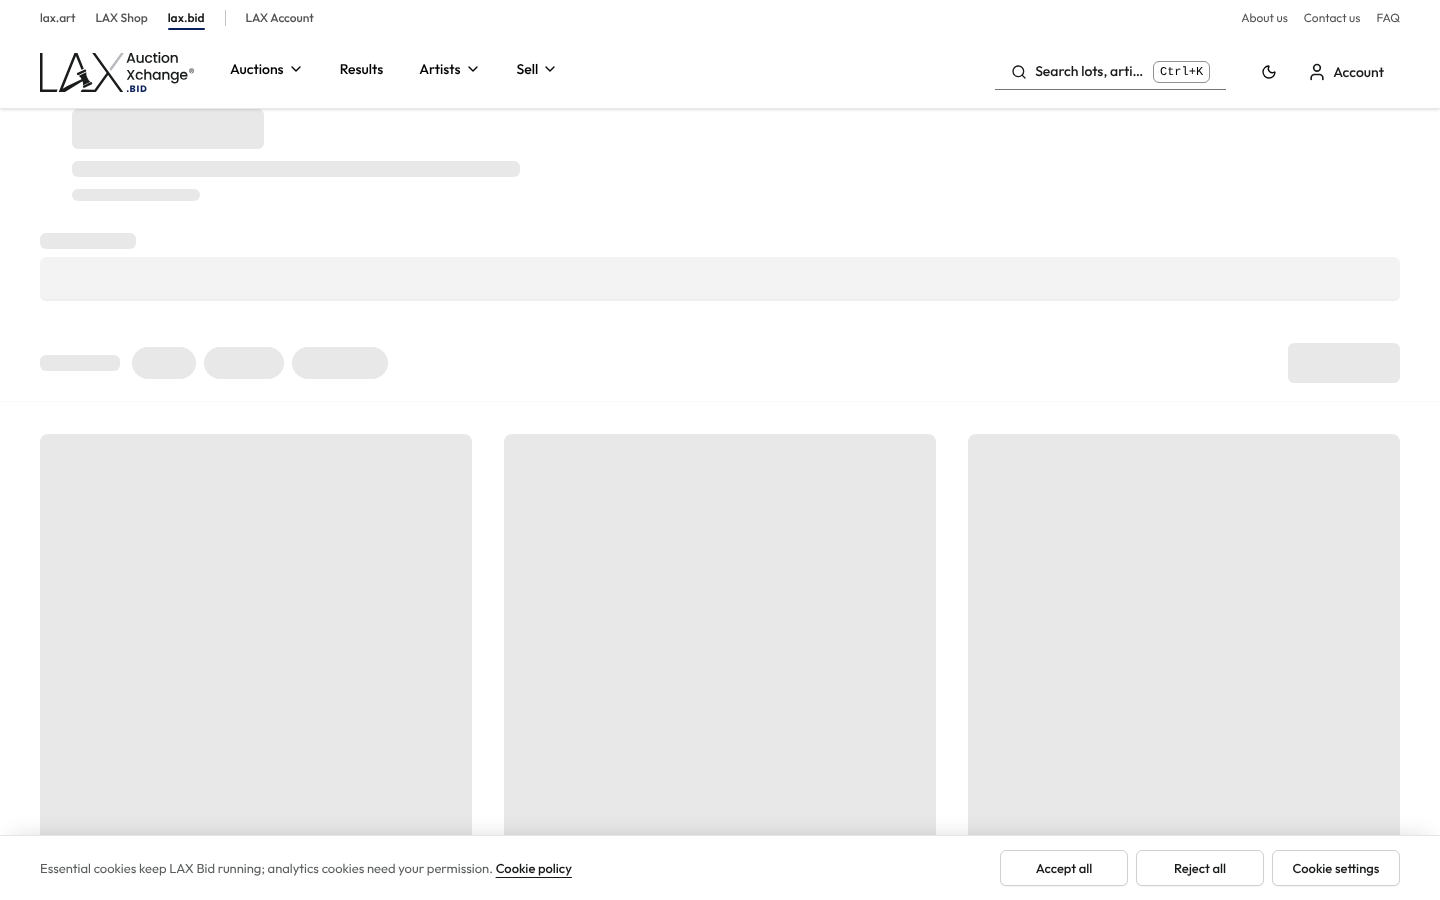 lax.art LAX Shop lax.bid LAX Account About us Contact us FAQ
LAX Auction Xchange® .BID
Auctions Results Artists Sell Search lots, arti... Ctrl+K Account
Essential cookies keep LAX Bid running; analytics cookies need your permission. Cookie policy Accept all Reject all Cookie settings